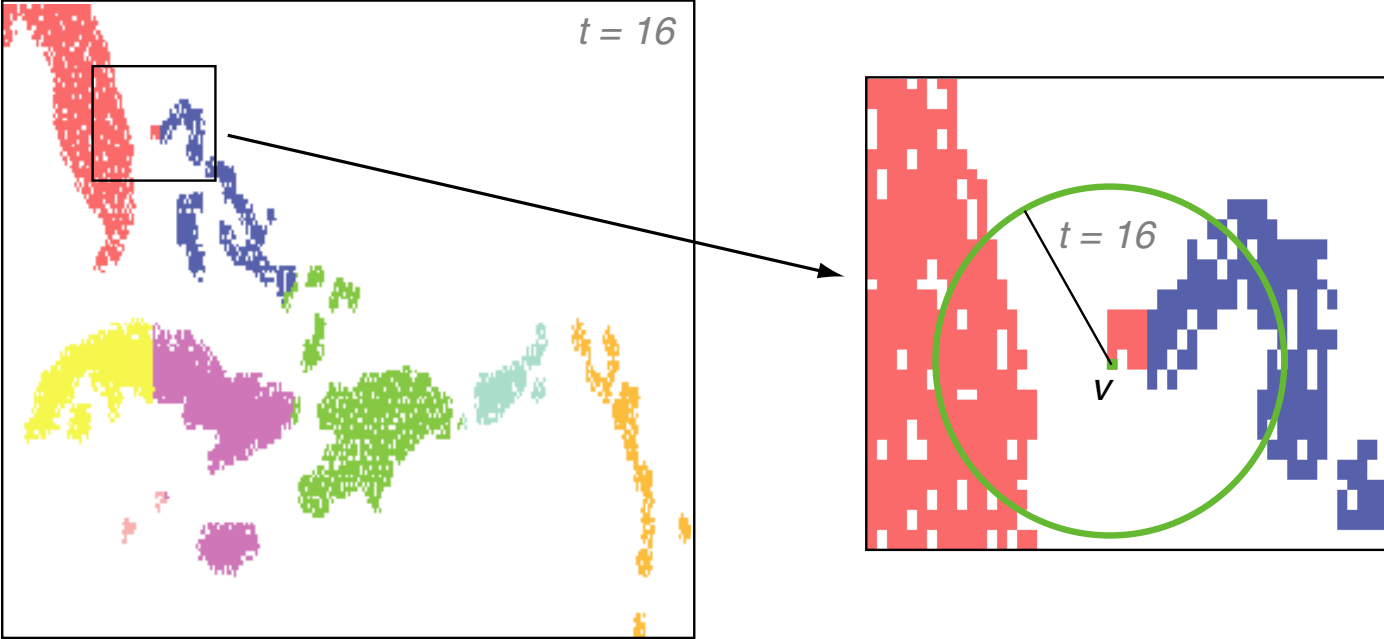 t = 16
t = 16
v